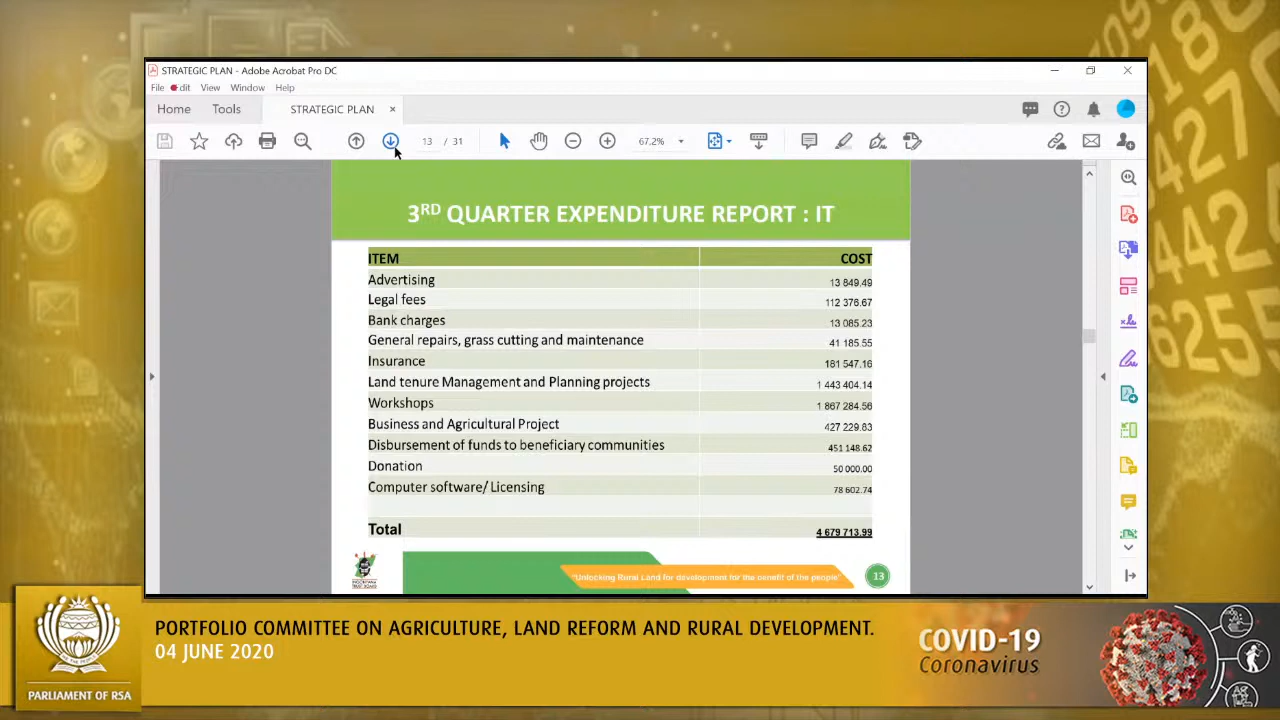 STRATEGIC PLAN - Adobe Acrobat Pro DC
File Edit View Window Help
Home Tools STRATEGIC PLAN ×
13 / 31 67.2%
3RD QUARTER EXPENDITURE REPORT : IT
ITEM COST
Advertising 13 849.49
Legal fees 112 376.67
Bank charges 13 085.23
General repairs, grass cutting and maintenance 41 185.55
Insurance 181 547.16
Land tenure Management and Planning projects 1 443 404.14
Workshops 1 867 284.56
Business and Agricultural Project 427 229.83
Disbursement of funds to beneficiary communities 451 148.62
Donation 50 000.00
Computer software/ Licensing 78 602.74
Total 4 679 713.99
INGONYAMA
TRUST BOARD
"Unlocking Rural Land for development for the benefit of the people" 13
PORTFOLIO COMMITTEE ON AGRICULTURE, LAND REFORM AND RURAL DEVELOPMENT.
04 JUNE 2020
PARLIAMENT OF RSA
COVID-19
Coronavirus